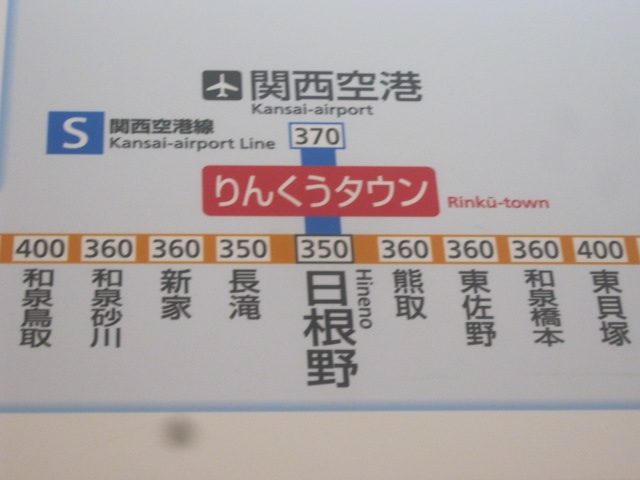 関西空港
Kansai-airport
S
関西空港線
Kansai-airport Line
370
りんくうタウン
Rinkū-town
400 360 360 350 350 360 360 360 400
和泉鳥取
和泉砂川
新家
長滝
日根野
Hineno
熊取
東佐野
和泉橋本
東貝塚